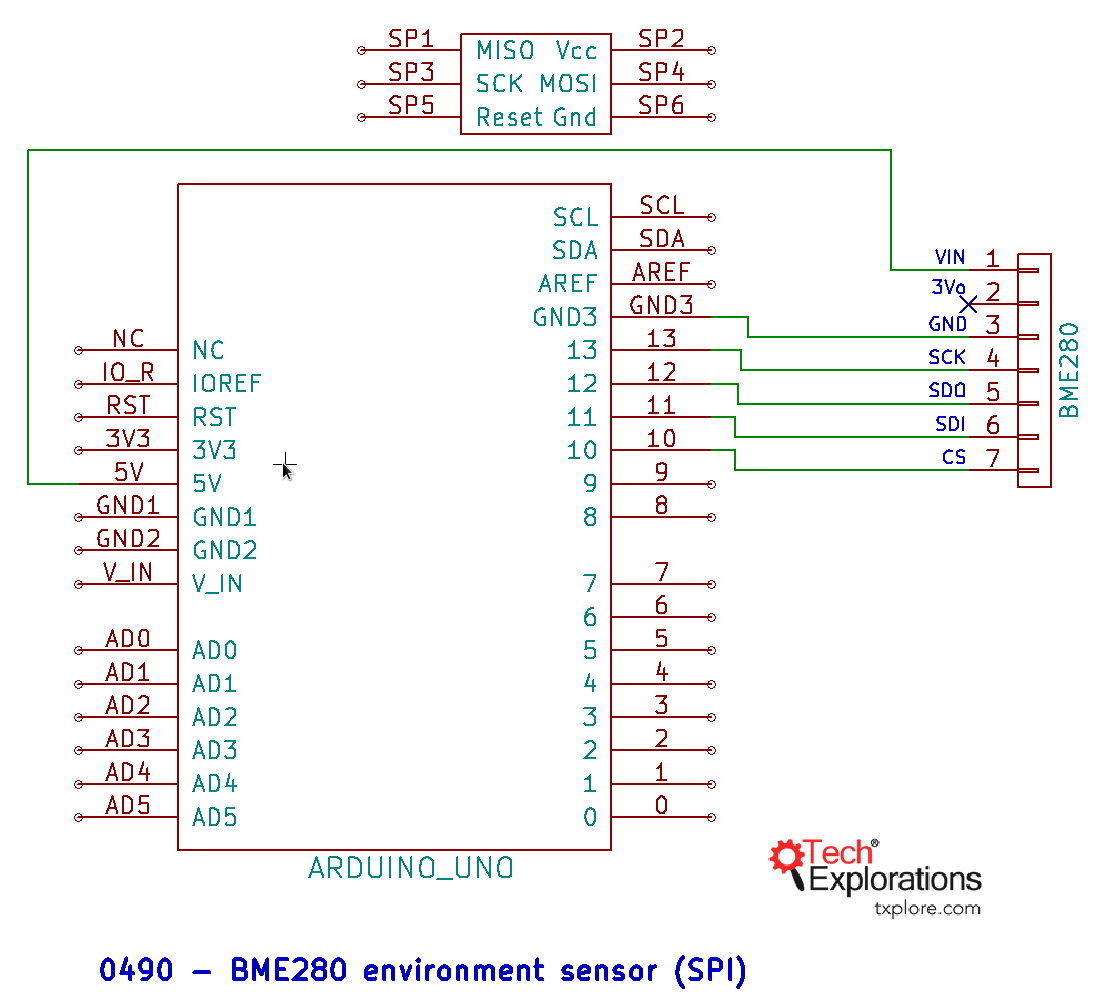 SP1 MISO Vcc SP2
SP3 SCK MOSI SP4
SP5 Reset Gnd SP6
SCL SCL
SDA SDA
AREF AREF
GND3 GND3
NC NC 13 13
IO_R IOREF 12 12
RST RST 11 11
3V3 3V3 10 10
5V 5V 9 9
GND1 GND1 8 8
GND2 GND2
V_IN V_IN 7 7
6 6
AD0 AD0 5 5
AD1 AD1 4 4
AD2 AD2 3 3
AD3 AD3 2 2
AD4 AD4 1 1
AD5 AD5 0 0
ARDUINO_UNO
VIN 1
3Vo 2
GND 3
SCK 4
SDO 5
SDI 6
CS 7
BME280
Tech®
Explorations
txplore.com
0490 - BME280 environment sensor (SPI)